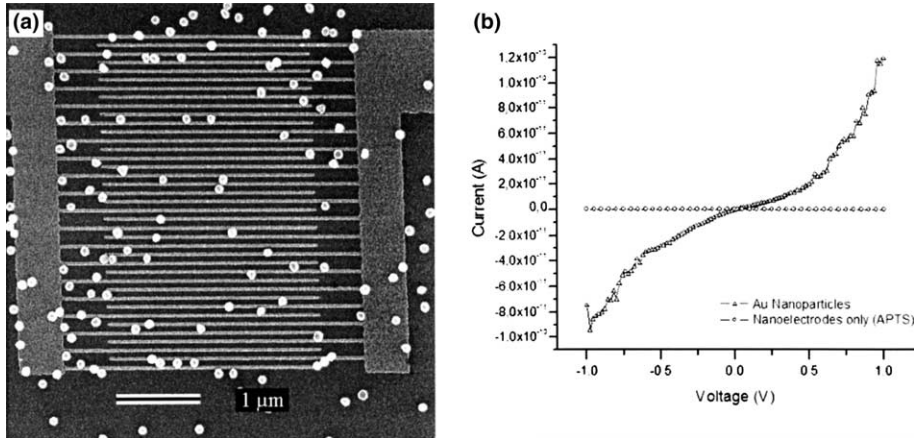 (a)
1 µm
(b)
1.2x10⁻¹⁰
1.0x10⁻¹⁰
8.0x10⁻¹¹
6.0x10⁻¹¹
4.0x10⁻¹¹
2.0x10⁻¹¹
0.0
-2.0x10⁻¹¹
-4.0x10⁻¹¹
-6.0x10⁻¹¹
-8.0x10⁻¹¹
-1.0x10⁻¹⁰
Current (A)
Au Nanoparticles
Nanoelectrodes only (APTS)
-1.0 -0.5 0.0 0.5 1.0
Voltage (V)